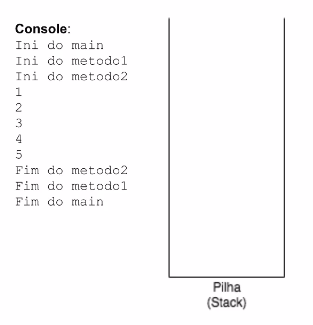 Console:
Ini do main
Ini do metodo1
Ini do metodo2
1
2
3
4
5
Fim do metodo2
Fim do metodo1
Fim do main
Pilha
(Stack)